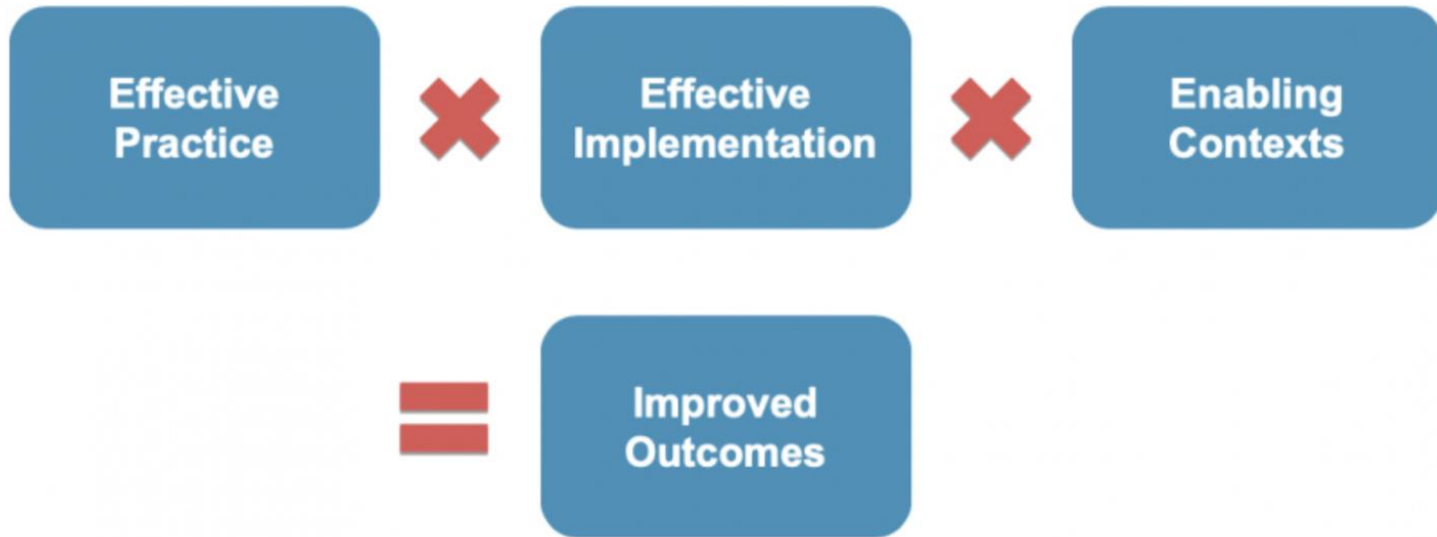 Effective
Practice
Effective
Implementation
Enabling
Contexts
Improved
Outcomes